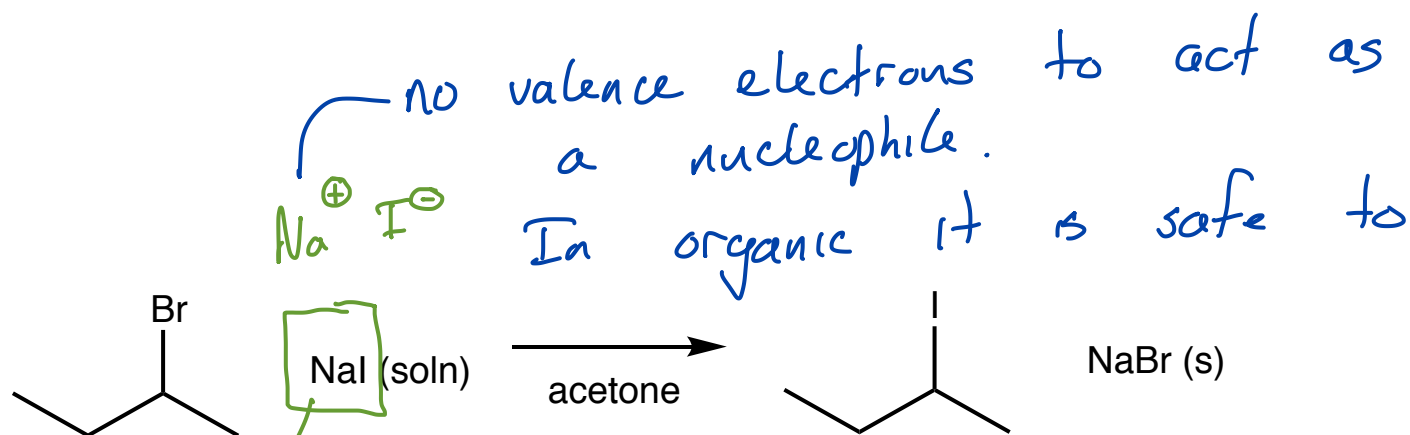 no valence electrons to act as
a nucleophile.
Na⊕ I⊖
In organic it is safe to
Br
I
NaI (soln)
acetone
NaBr (s)